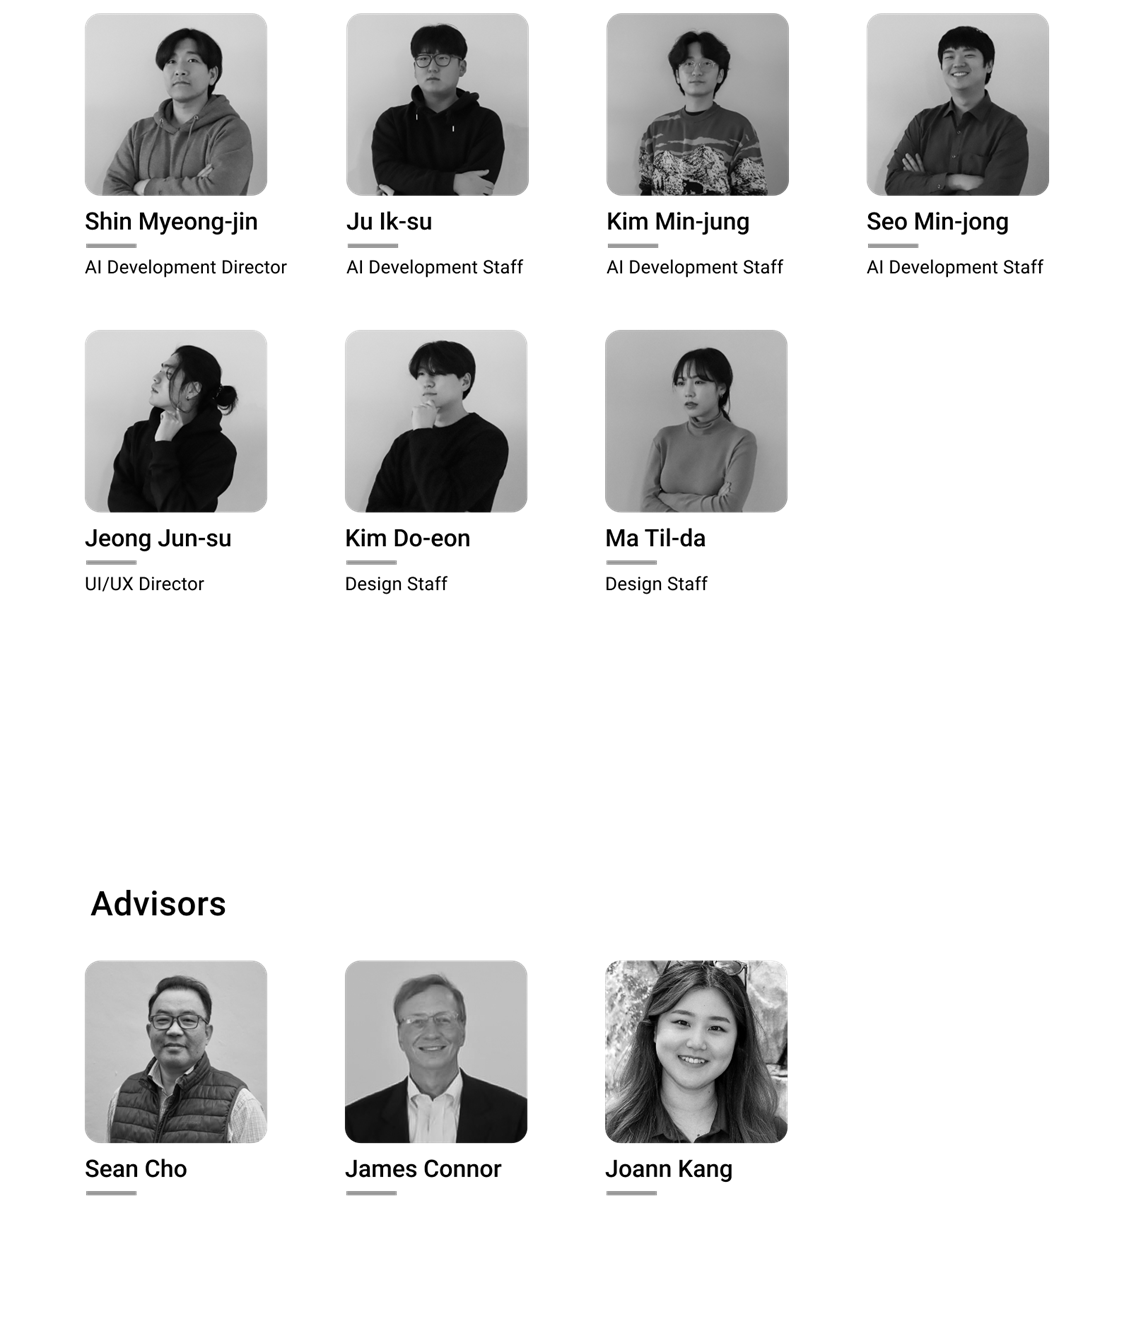 Shin Myeong-jin
Ju Ik-su
Kim Min-jung
Seo Min-jong
AI Development Director
AI Development Staff
AI Development Staff
AI Development Staff
Jeong Jun-su
Kim Do-eon
Ma Til-da
UI/UX Director
Design Staff
Design Staff
Advisors
Sean Cho
James Connor
Joann Kang